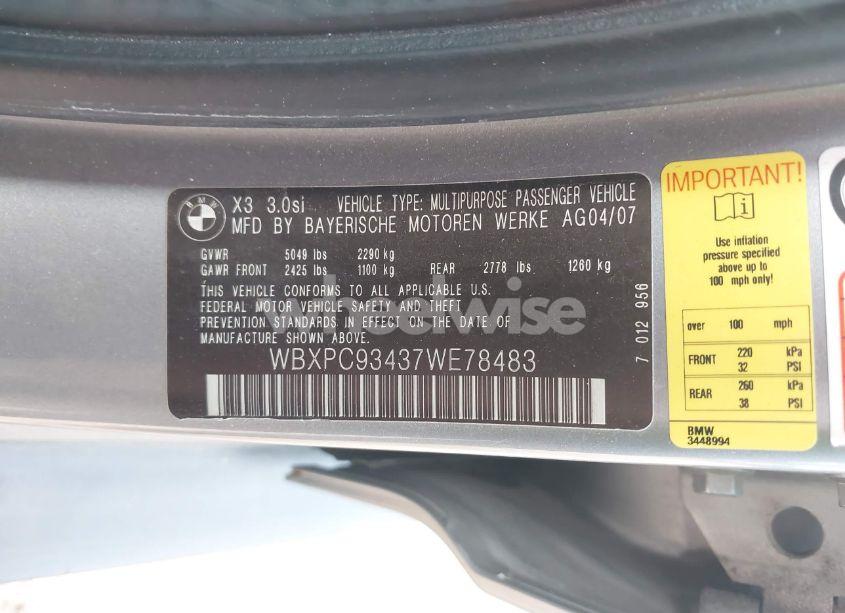 BMW
X3 3.0si VEHICLE TYPE: MULTIPURPOSE PASSENGER VEHICLE
MFD BY BAYERISCHE MOTOREN WERKE AG04/07
GVWR 5049 lbs 2290 kg
GAWR FRONT 2425 lbs 1100 kg REAR 2778 lbs. 1260 kg
THIS VEHICLE CONFORMS TO ALL APPLICABLE U.S.
FEDERAL MOTOR VEHICLE SAFETY AND THEFT
PREVENTION STANDARDS IN EFFECT ON THE DATE OF
MANUFACTURE SHOWN ABOVE.
WBXPC93437WE78483
7 012 956
wheelwise
IMPORTANT!
Use inflation
pressure specified
above up to
100 mph only!
over 100 mph
FRONT 220 kPa
32 PSI
REAR 260 kPa
38 PSI
BMW
3448994